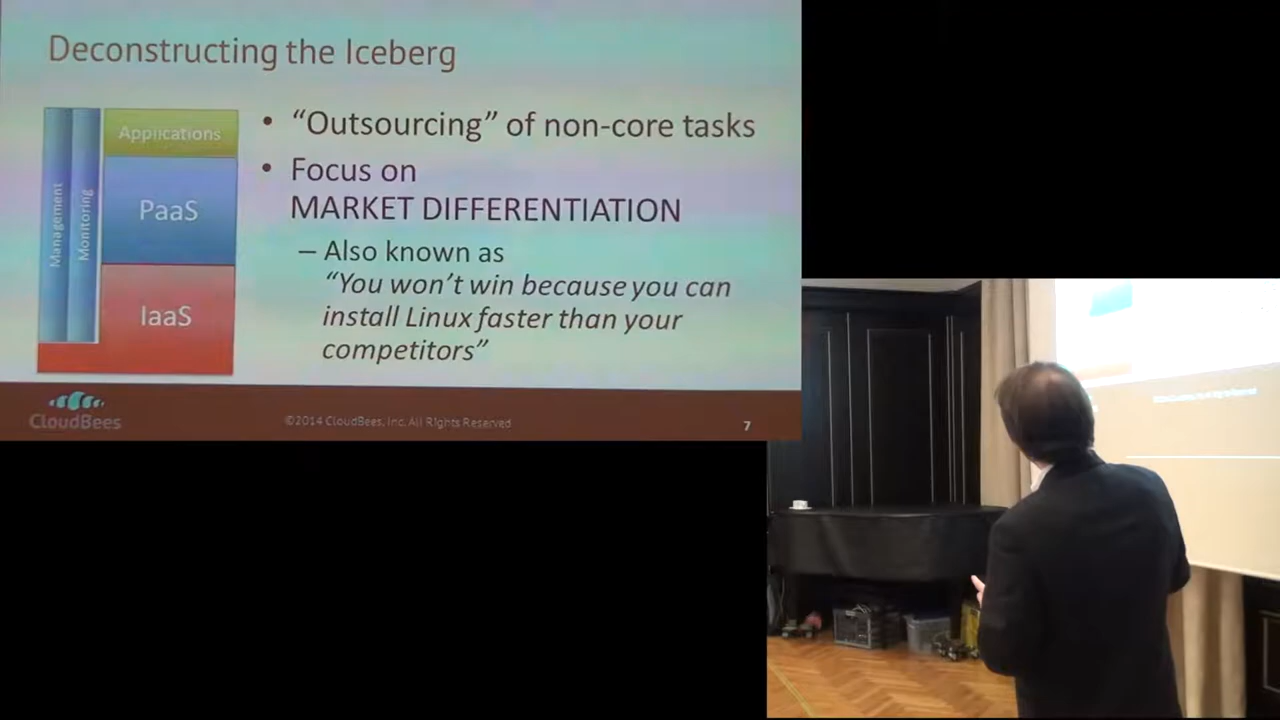 Deconstructing the Iceberg
Management
Monitoring
Applications
PaaS
IaaS
• “Outsourcing” of non-core tasks
• Focus on
MARKET DIFFERENTIATION
– Also known as
“You won’t win because you can
install Linux faster than your
competitors”
CloudBees
©2014 CloudBees, Inc. All Rights Reserved
7